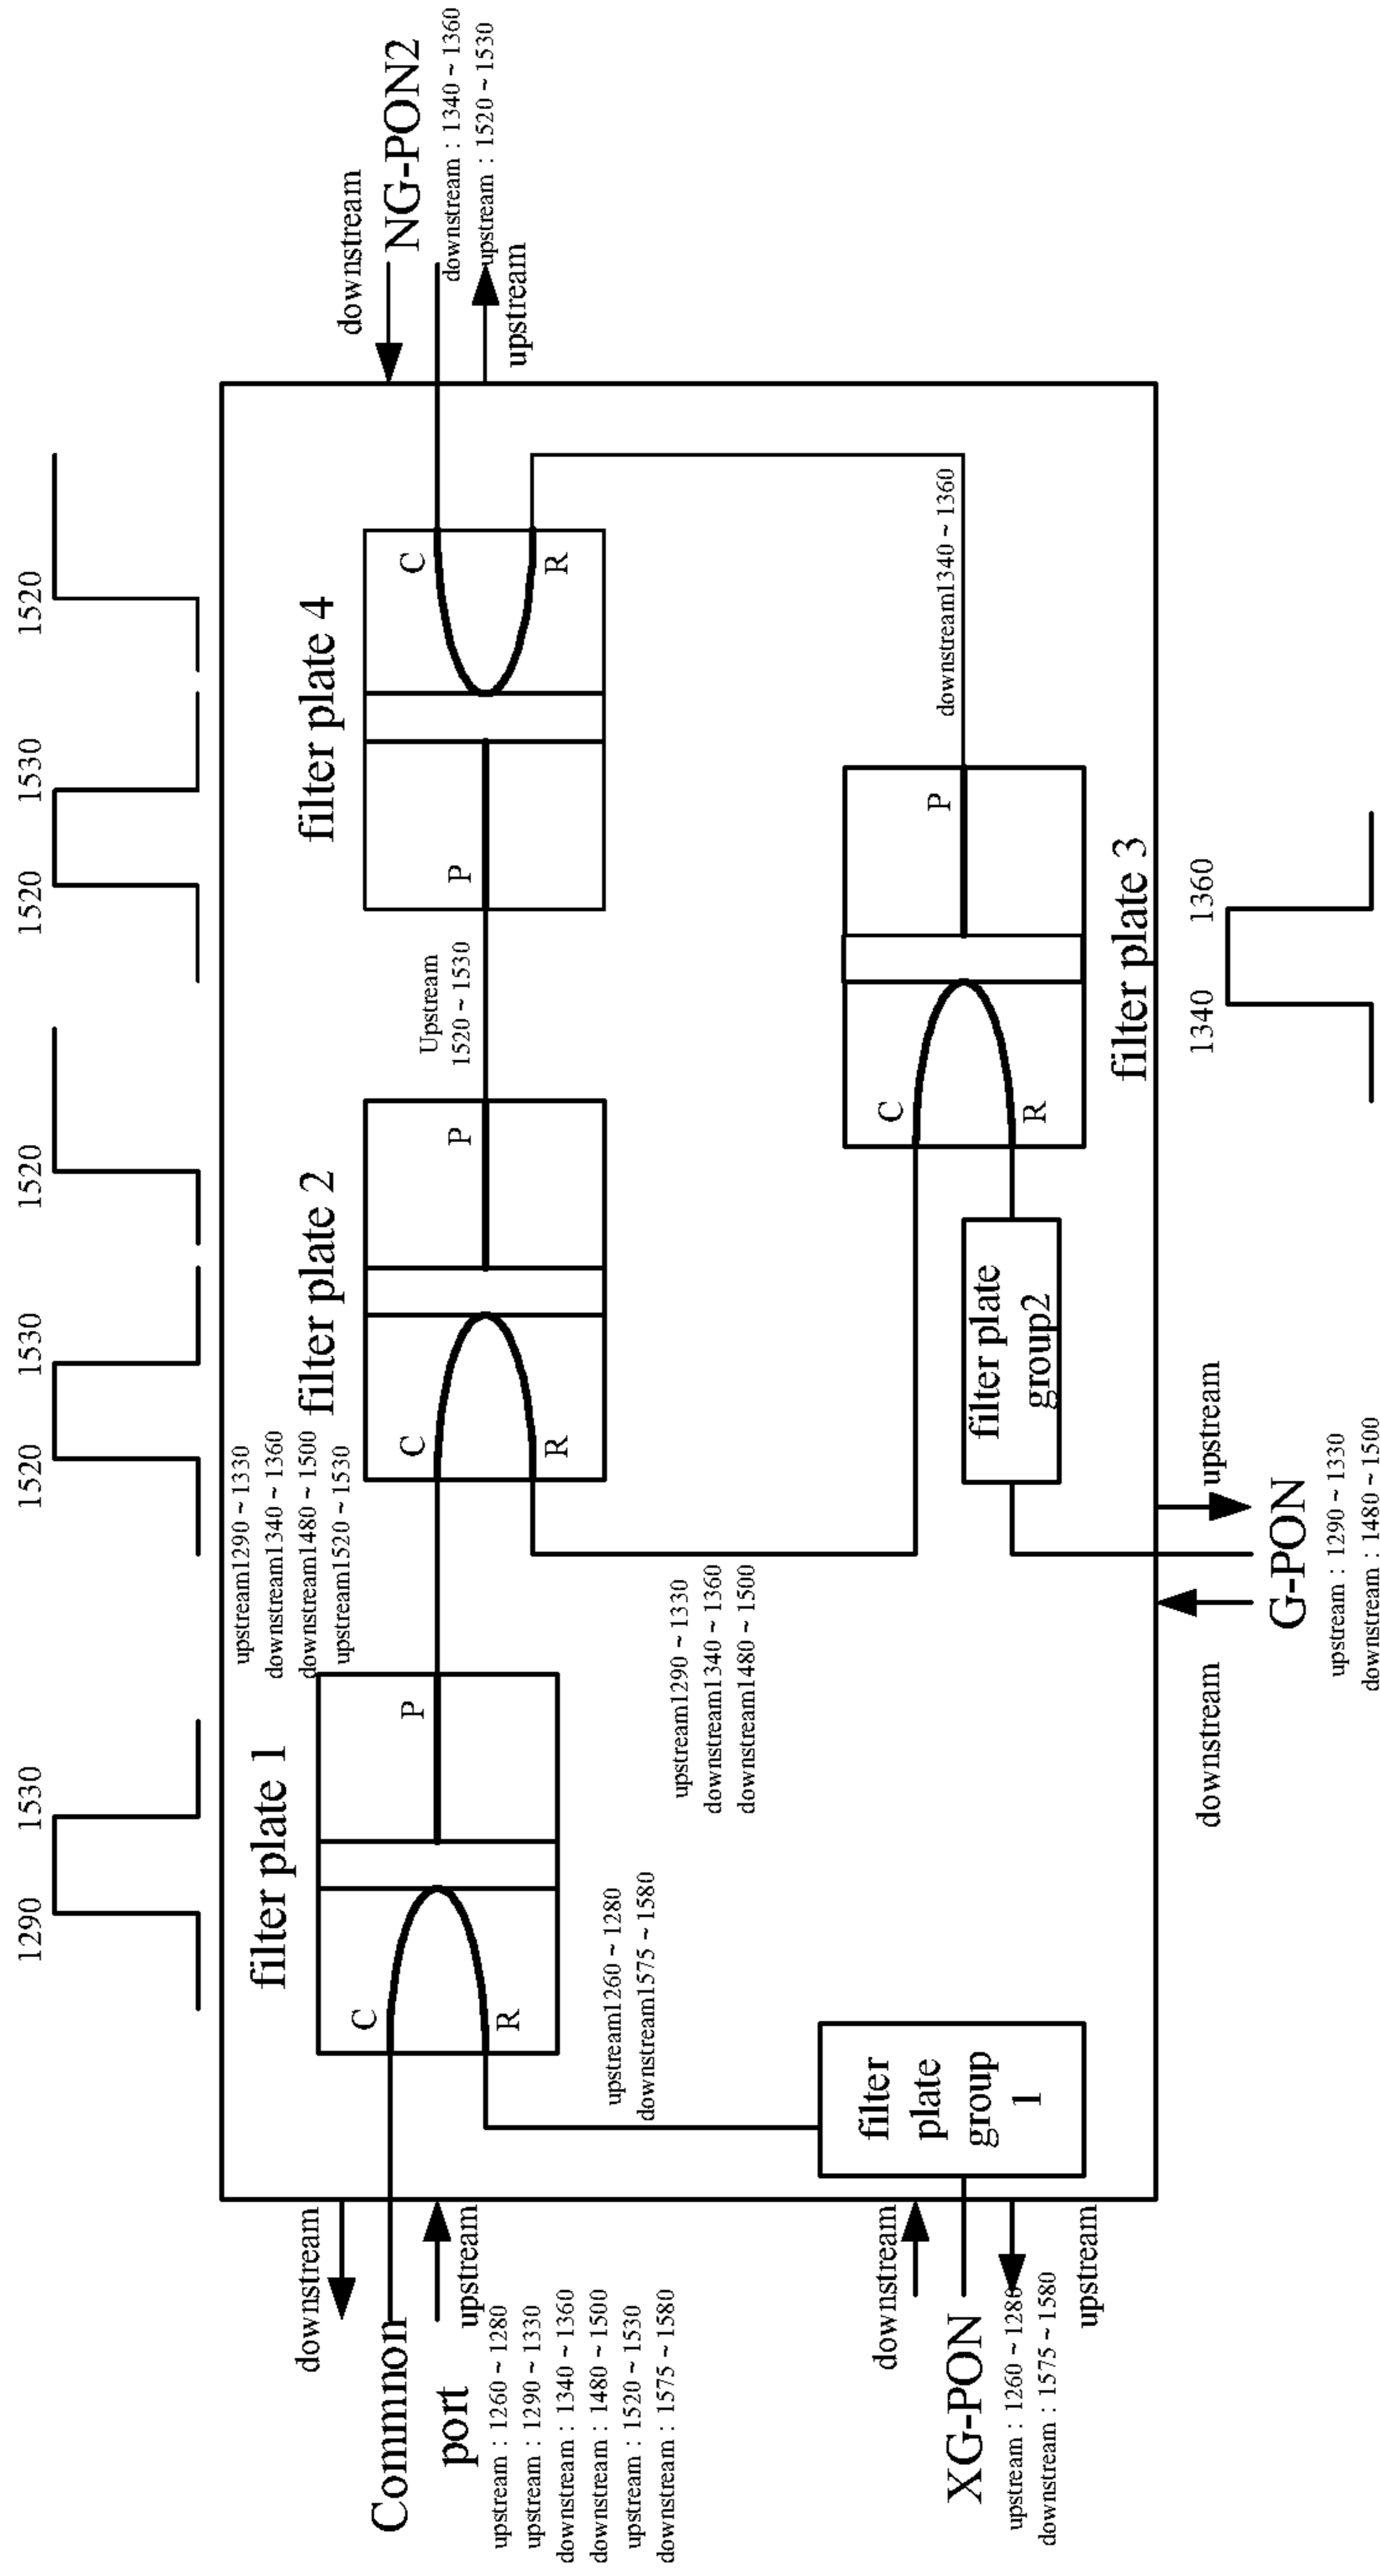 1290
1530
1520
1530
1520
1520
1530
1520
filter plate 1
C
R
P
upstream1290 ~ 1330
downstream1340 ~ 1360
downstream1480 ~ 1500
upstream1520 ~ 1530
filter plate 2
C
R
P
Upstream
1520 ~ 1530
filter plate 4
P
C
R
downstream
NG-PON2
downstream : 1340 ~ 1360
upstream : 1520 ~ 1530
upstream
downstream
Common
port
upstream
upstream : 1260 ~ 1280
upstream : 1290 ~ 1330
downstream : 1340 ~ 1360
downstream : 1480 ~ 1500
upstream : 1520 ~ 1530
downstream : 1575 ~ 1580
upstream1260 ~ 1280
downstream1575 ~ 1580
upstream1290 ~ 1330
downstream1340 ~ 1360
downstream1480 ~ 1500
filter
plate
group
1
downstream
XG-PON
upstream : 1260 ~ 1280
downstream : 1575 ~ 1580
upstream
filter plate
group2
C
R
P
downstream1340 ~ 1360
filter plate 3
1340
1360
downstream
upstream
G-PON
upstream : 1290 ~ 1330
downstream : 1480 ~ 1500